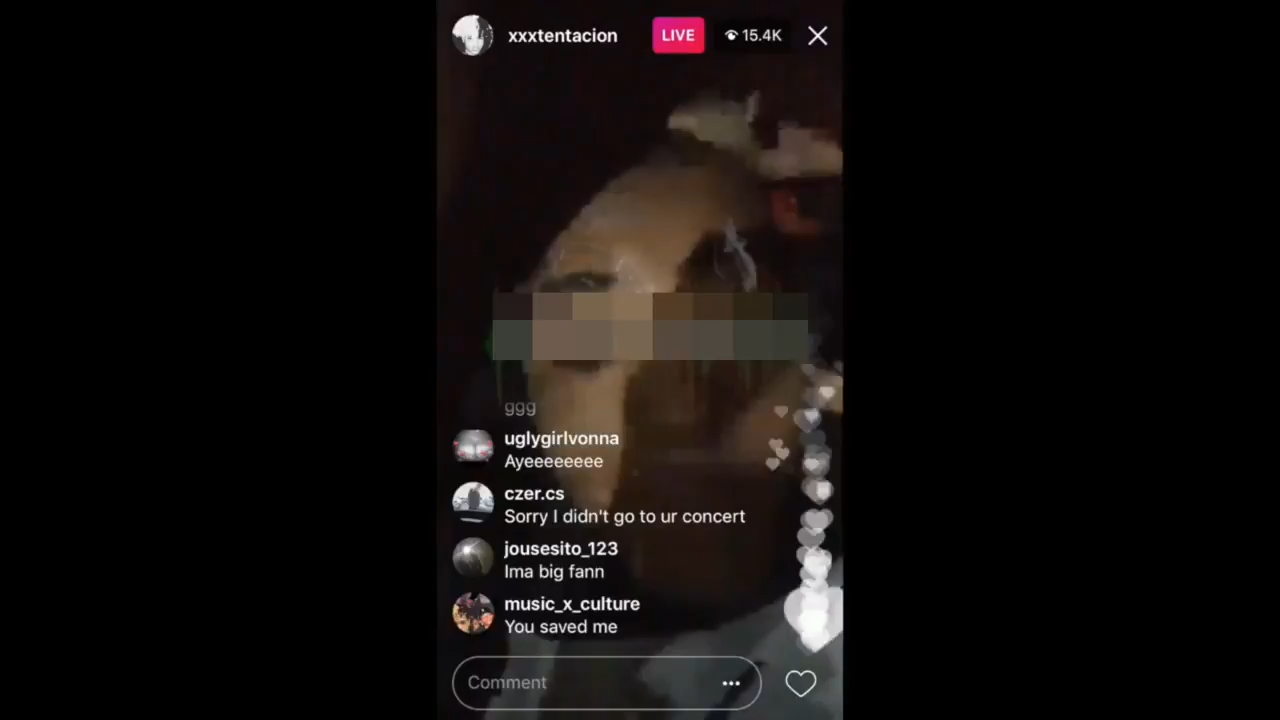 xxxtentacion LIVE 15.4K
ggg
uglygirlvonna
Ayeeeeeeee
czer.cs
Sorry I didn't go to ur concert
jousesito_123
Ima big fann
music_x_culture
You saved me
Comment